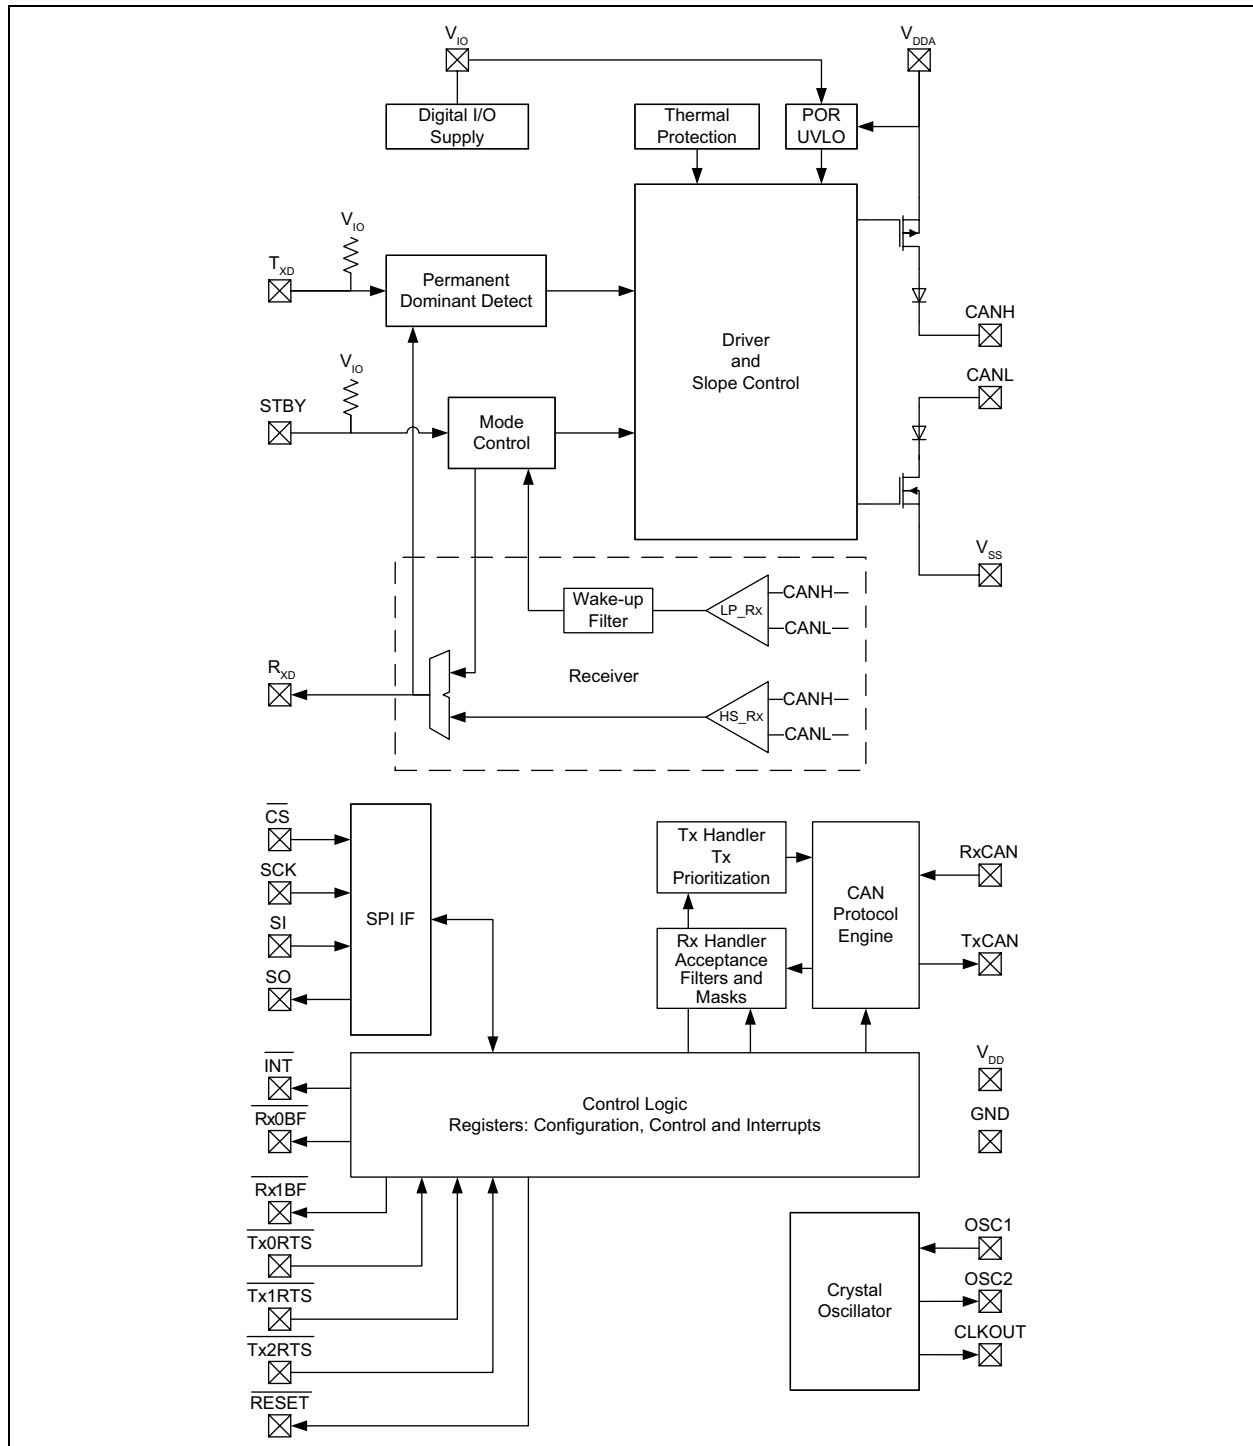 VIO
VDDA
Digital I/O
Supply
Thermal
Protection
POR
UVLO
VIO
TXD
Permanent
Dominant Detect
CANH
Driver
and
Slope Control
VIO
CANL
STBY
Mode
Control
VSS
Wake-up
Filter
LP_Rx
CANH
CANL
RXD
Receiver
HS_Rx
CANH
CANL
CS
SCK
SI
SO
SPI IF
Tx Handler
Tx
Prioritization
Rx Handler
Acceptance
Filters and
Masks
CAN
Protocol
Engine
RxCAN
TxCAN
INT
Rx0BF
Control Logic
Registers: Configuration, Control and Interrupts
VDD
GND
Rx1BF
Tx0RTS
Tx1RTS
Tx2RTS
RESET
Crystal
Oscillator
OSC1
OSC2
CLKOUT